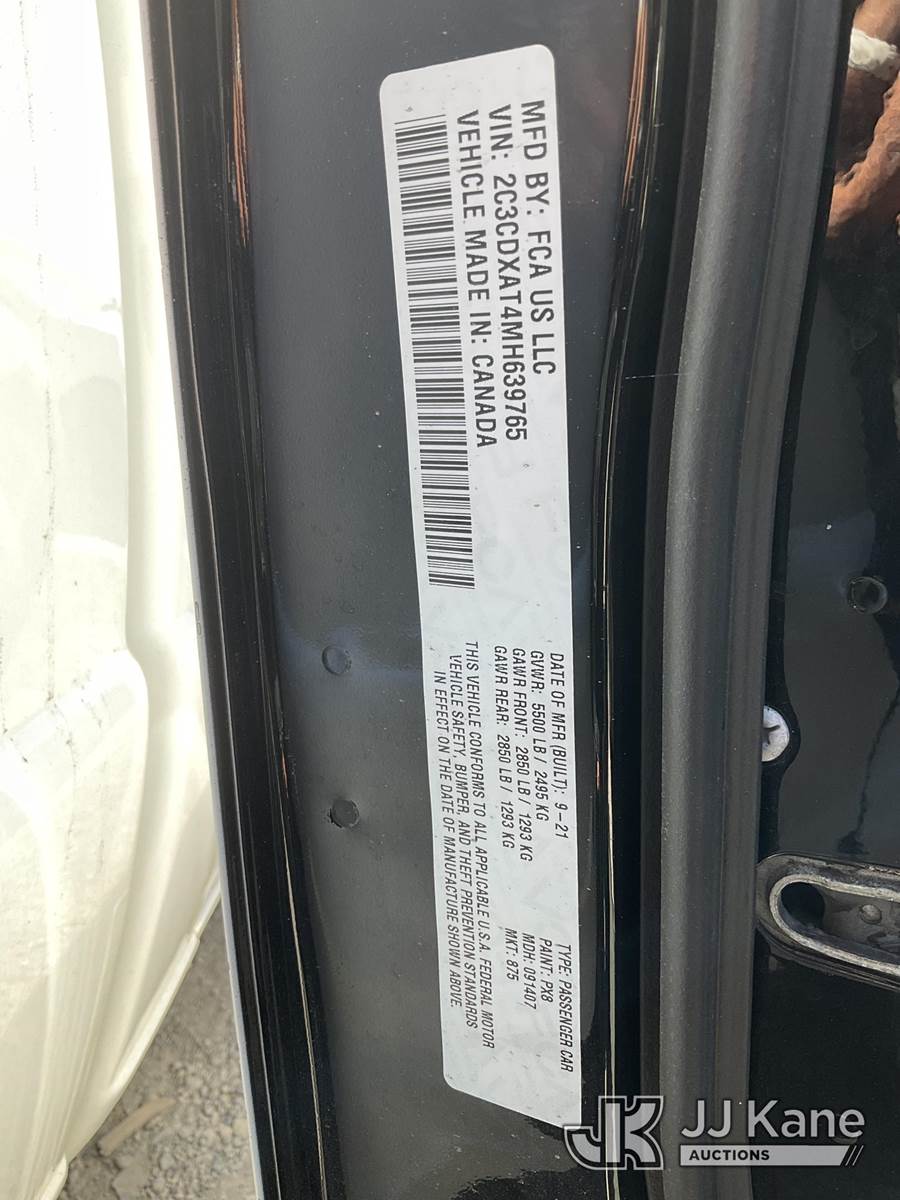 MFD BY: FCA US LLC
VIN: 2C3CDXAT4MH639765
VEHICLE MADE IN: CANADA
DATE OF MFR (BUILT): 9-21
GVWR: 5500 LB / 2495 KG
GAWR FRONT: 2850 LB / 1293 KG
GAWR REAR: 2850 LB / 1293 KG
TYPE: PASSENGER CAR
PAINT: PX8
MDH: 091407
MKT: 875
THIS VEHICLE CONFORMS TO ALL APPLICABLE U.S.A. FEDERAL MOTOR
VEHICLE SAFETY, BUMPER, AND THEFT PREVENTION STANDARDS
IN EFFECT ON THE DATE OF MANUFACTURE SHOWN ABOVE.
JK JJ Kane
AUCTIONS